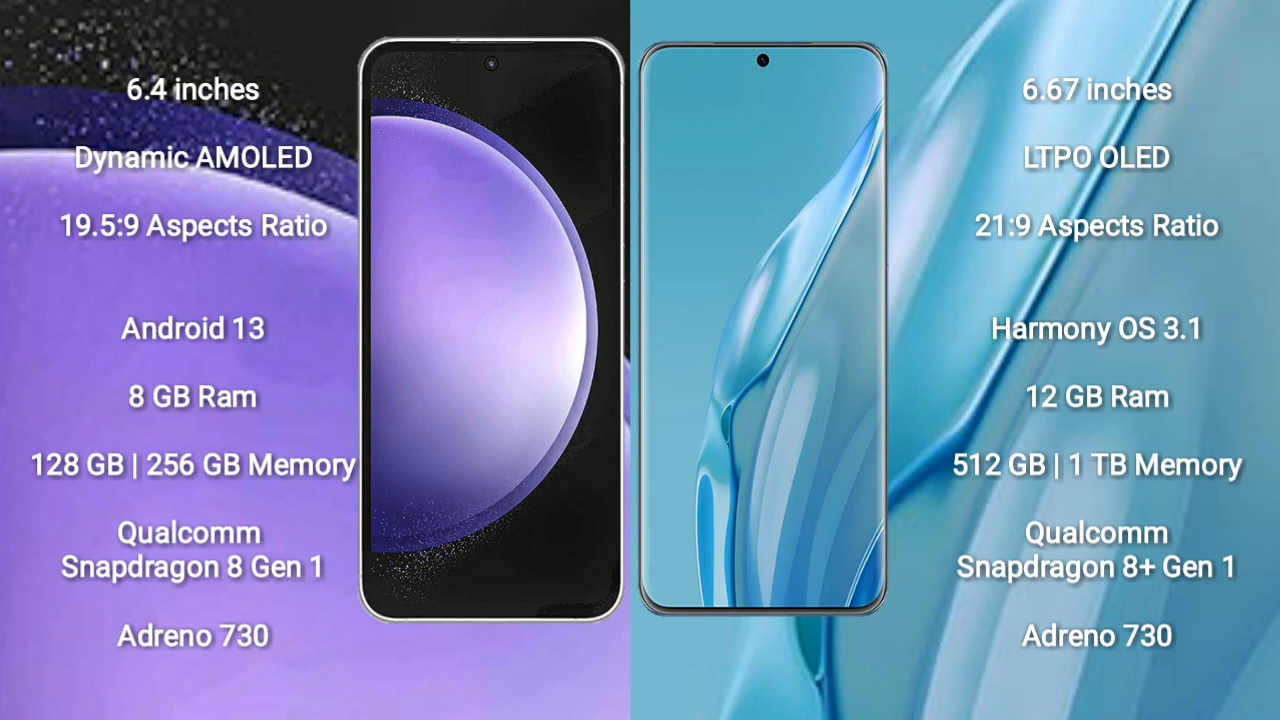 6.4 inches
Dynamic AMOLED
19.5:9 Aspects Ratio
Android 13
8 GB Ram
128 GB | 256 GB Memory
Qualcomm
Snapdragon 8 Gen 1
Adreno 730
6.67 inches
LTPO OLED
21:9 Aspects Ratio
Harmony OS 3.1
12 GB Ram
512 GB | 1 TB Memory
Qualcomm
Snapdragon 8+ Gen 1
Adreno 730